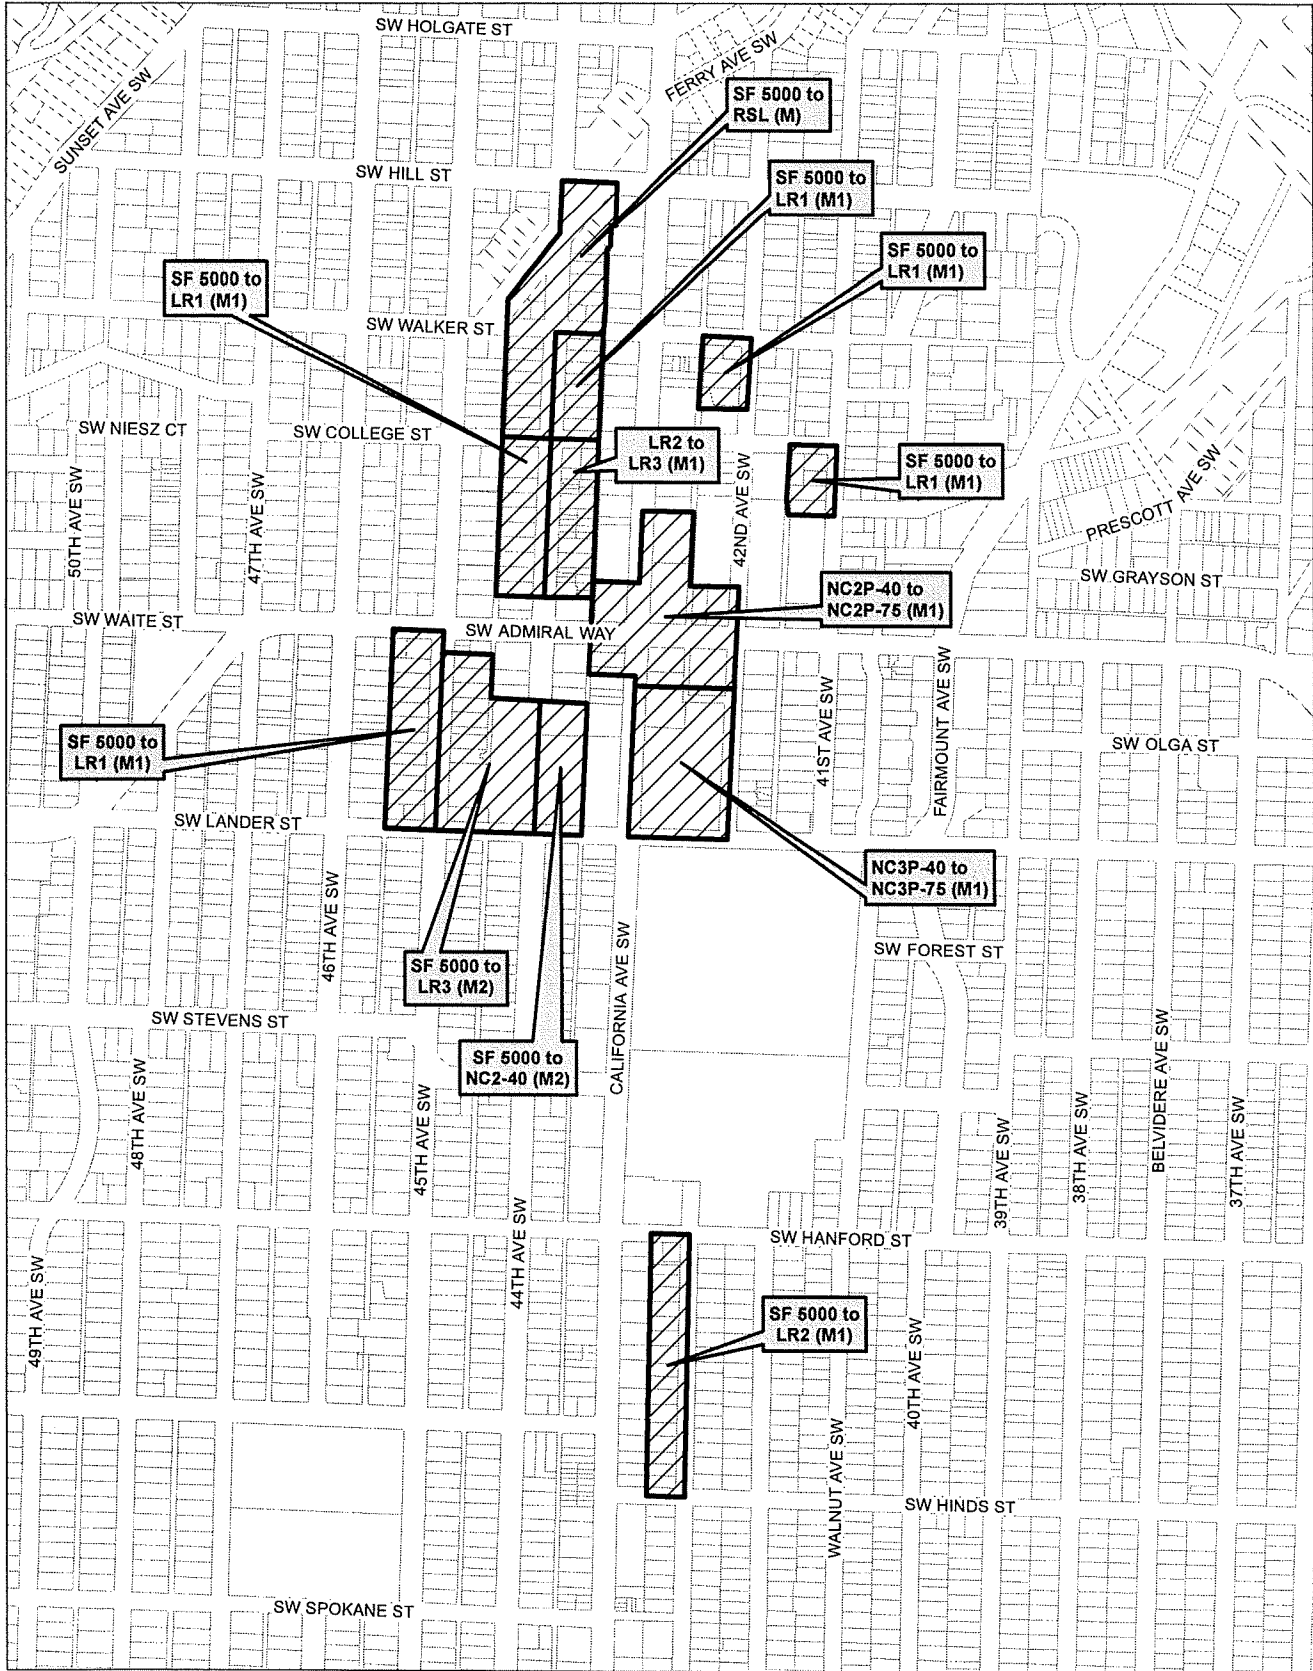 SW HOLGATE ST
FERRY AVE SW
SUNSET AVE SW
SF 5000 to
RSL (M)
SW HILL ST
SF 5000 to
LR1 (M1)
SF 5000 to
LR1 (M1)
SF 5000 to
LR1 (M1)
SW WALKER ST
SW NIESZ CT
SW COLLEGE ST
LR2 to
LR3 (M1)
SF 5000 to
LR1 (M1)
50TH AVE SW
47TH AVE SW
42ND AVE SW
PRESCOTT AVE SW
SW GRAYSON ST
NC2P-40 to
NC2P-75 (M1)
SW WAITE ST
SW ADMIRAL WAY
SF 5000 to
LR1 (M1)
41ST AVE SW
FAIRMOUNT AVE SW
SW OLGA ST
SW LANDER ST
NC3P-40 to
NC3P-75 (M1)
46TH AVE SW
SF 5000 to
LR3 (M2)
CALIFORNIA AVE SW
SW FOREST ST
SW STEVENS ST
SF 5000 to
NC2-40 (M2)
48TH AVE SW
45TH AVE SW
39TH AVE SW
38TH AVE SW
BELVIDERE AVE SW
37TH AVE SW
44TH AVE SW
SW HANFORD ST
49TH AVE SW
SF 5000 to
LR2 (M1)
40TH AVE SW
WALNUT AVE SW
SW HINDS ST
SW SPOKANE ST